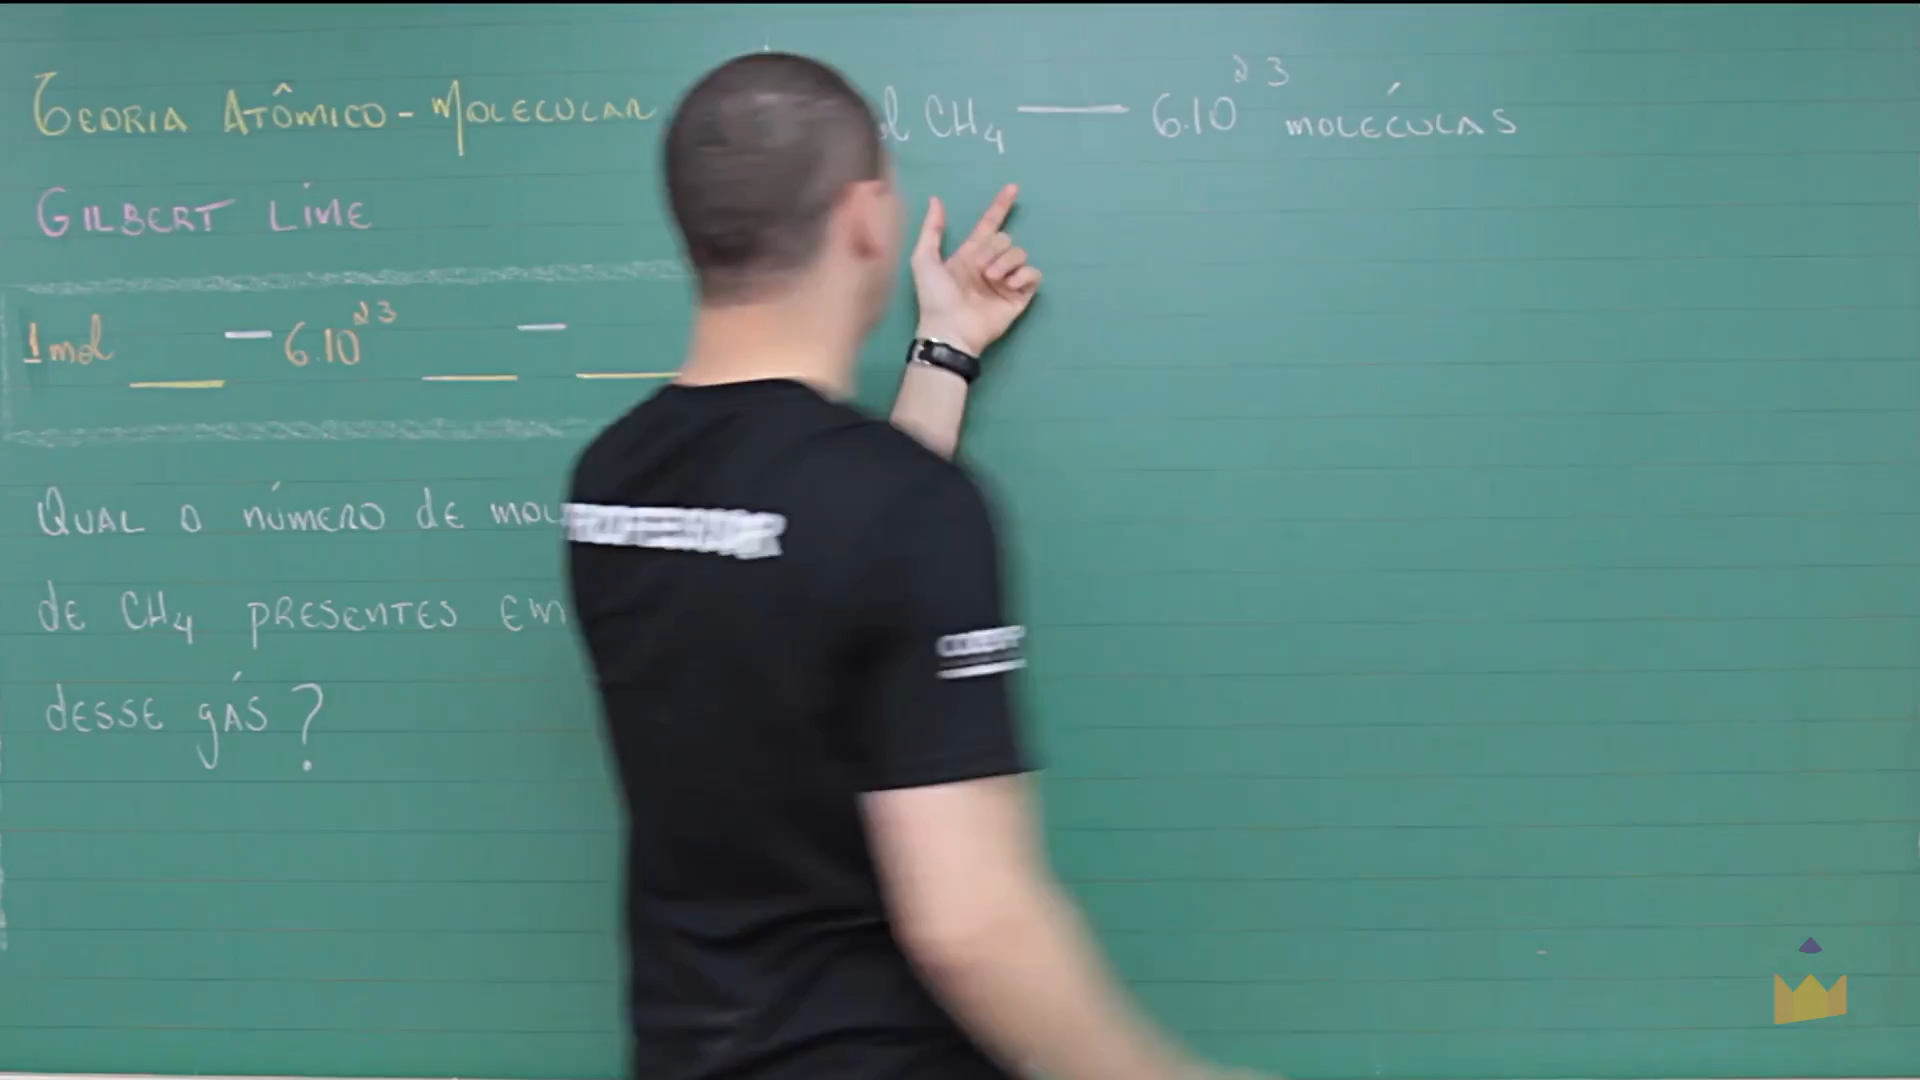 TEORIA ATÔMICO - MOLECULAR
GILBERT LIME
1 mol — 6.10²³ —
QUAL O NÚMERO DE
DE CH₄ PRESENTES EM
DESSE GÁS?
CH₄ — 6.10²³ MOLÉCULAS
PROFESSOR